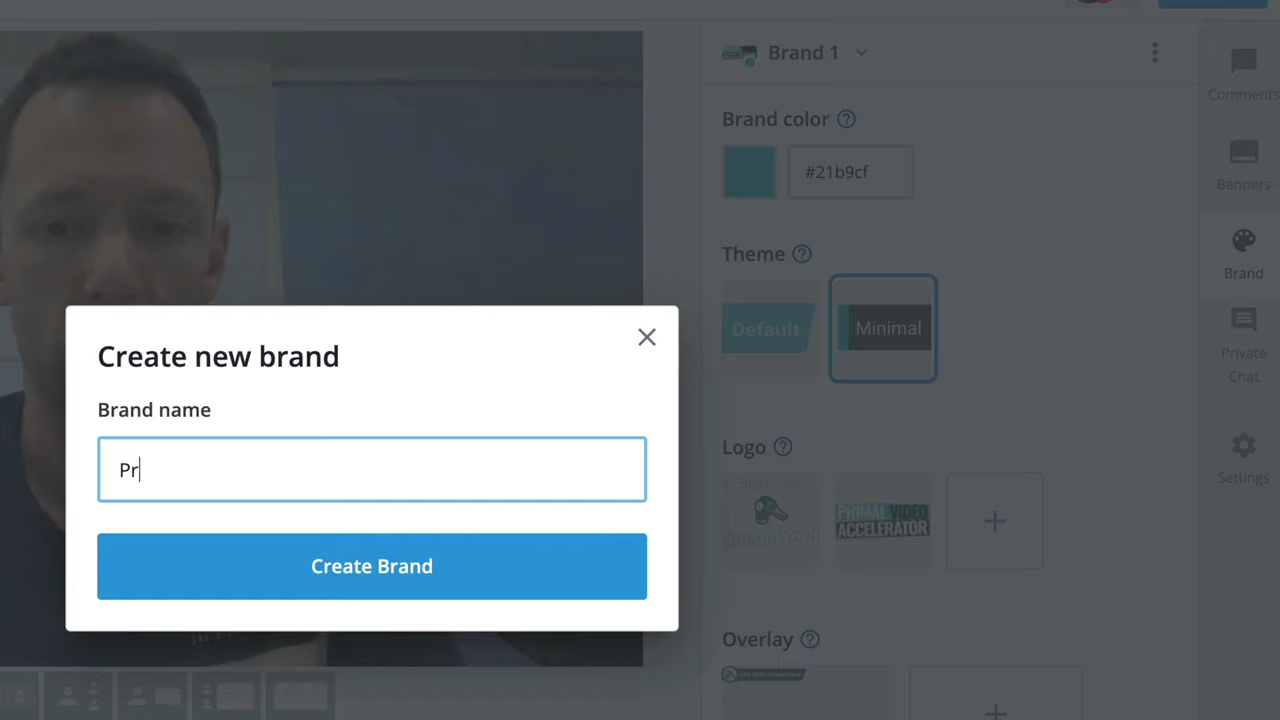 Brand 1
Comments
Brand color
#21b9cf
Banners
Theme
Brand
Default
Minimal
Private
Chat
Create new brand
Brand name
Pr
Logo
Settings
StreamYard
PRIMAL VIDEO
ACCELERATOR
Create Brand
Overlay